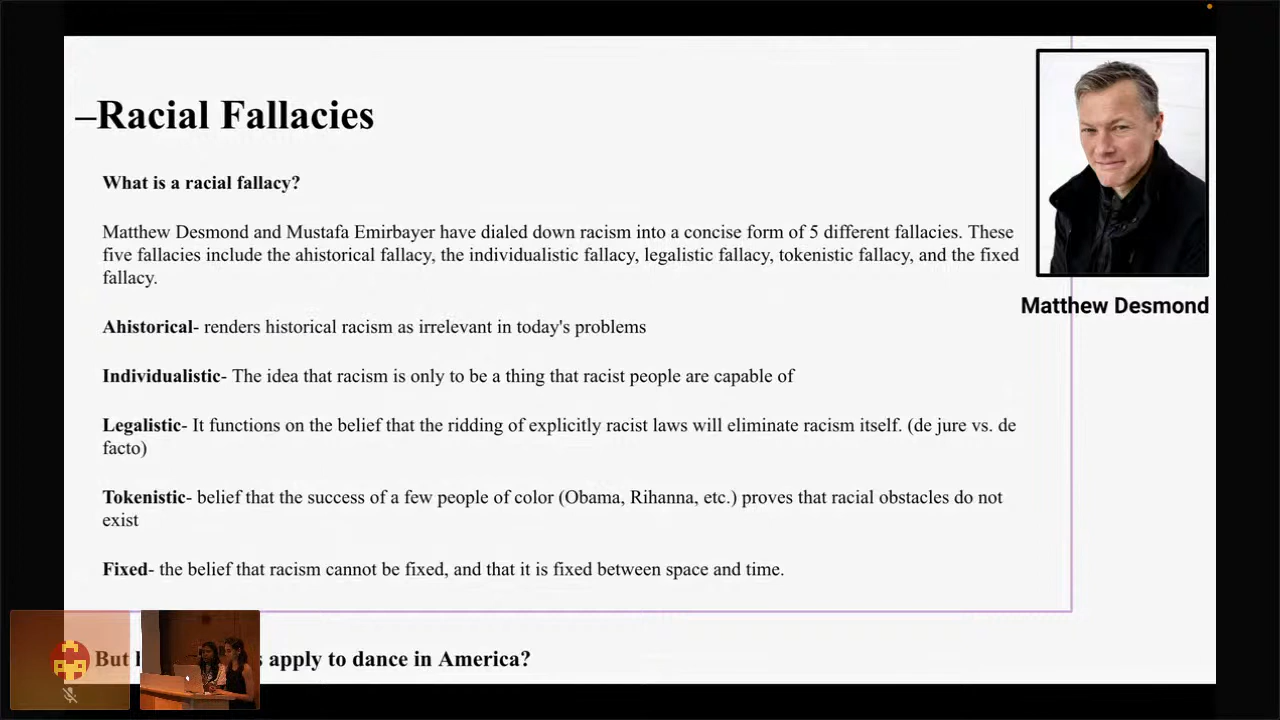 –Racial Fallacies
What is a racial fallacy?
Matthew Desmond and Mustafa Emirbayer have dialed down racism into a concise form of 5 different fallacies. These
five fallacies include the ahistorical fallacy, the individualistic fallacy, legalistic fallacy, tokenistic fallacy, and the fixed
fallacy.
Matthew Desmond
Ahistorical- renders historical racism as irrelevant in today's problems
Individualistic- The idea that racism is only to be a thing that racist people are capable of
Legalistic- It functions on the belief that the ridding of explicitly racist laws will eliminate racism itself. (de jure vs. de
facto)
Tokenistic- belief that the success of a few people of color (Obama, Rihanna, etc.) proves that racial obstacles do not
exist
Fixed- the belief that racism cannot be fixed, and that it is fixed between space and time.
But apply to dance in America?